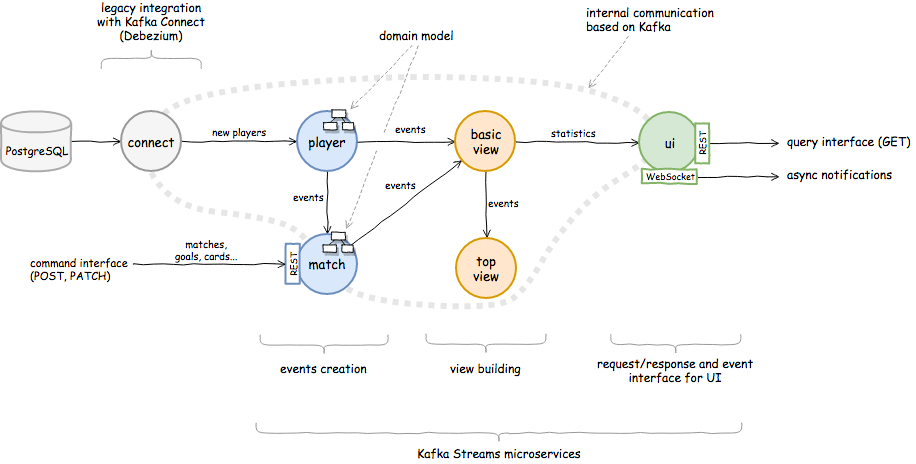 legacy integration
with Kafka Connect
(Debezium)
domain model
internal communication
based on Kafka
PostgreSQL
connect
new players
player
events
basic
view
statistics
ui
REST
WebSocket
query interface (GET)
async notifications
events
events
events
command interface
(POST, PATCH)
matches,
goals, cards...
REST
match
top
view
events creation
view building
request/response and event
interface for UI
Kafka Streams microservices